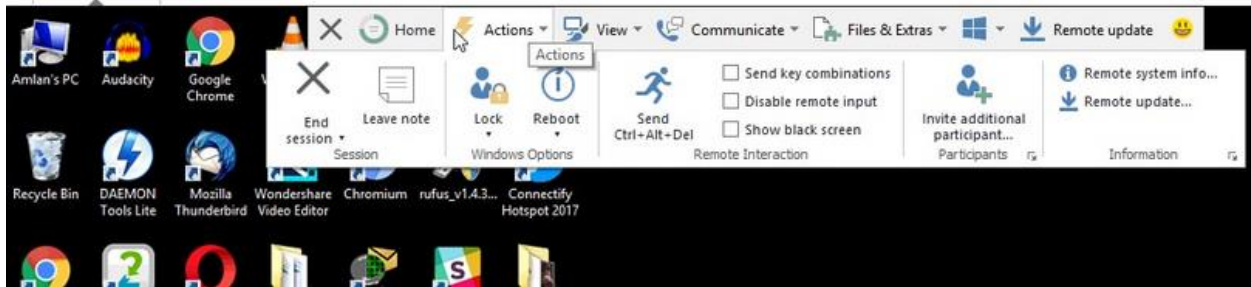 Home Actions View Communicate Files & Extras Remote update
Actions
Amlan's PC Audacity Google Chrome
End session Leave note Lock Reboot Send Ctrl+Alt+Del
Send key combinations
Disable remote input
Show black screen
Invite additional participant...
Remote system info...
Remote update...
Session Windows Options Remote Interaction Participants Information
Recycle Bin DAEMON Tools Lite Mozilla Thunderbird Wondershare Video Editor Chromium rufus_v1.4.3... Connectify Hotspot 2017